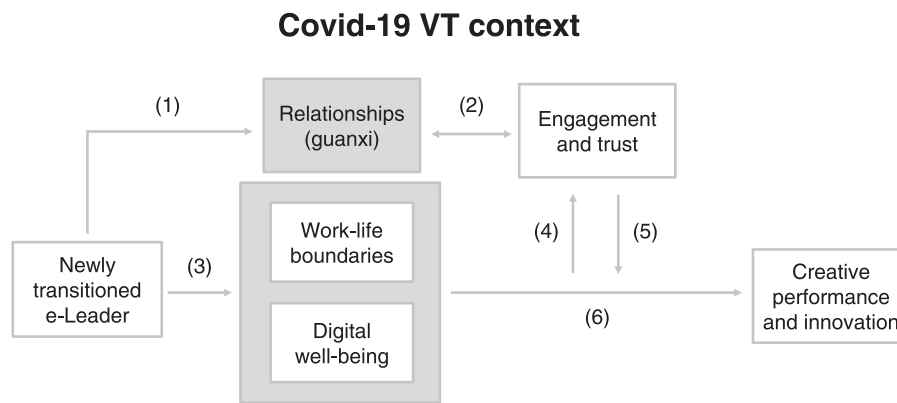 Covid-19 VT context
(1)
Relationships
(guanxi)
(2)
Engagement
and trust
Newly
transitioned
e-Leader
(3)
Work-life
boundaries
Digital
well-being
(4)
(5)
(6)
Creative
performance
and innovation